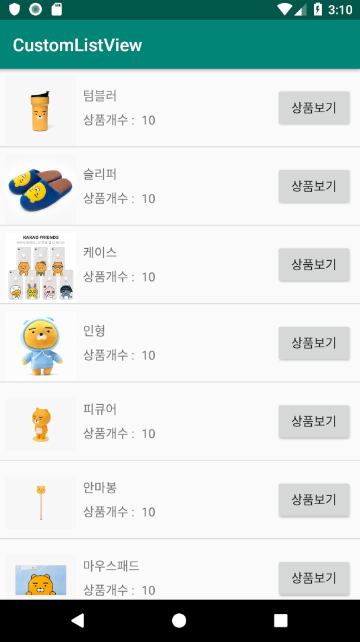 3:10
CustomListView
텀블러
상품개수 : 10
상품보기
슬리퍼
상품개수 : 10
상품보기
KAKAO FRIENDS
케이스
상품개수 : 10
상품보기
인형
상품개수 : 10
상품보기
피큐어
상품개수 : 10
상품보기
안마봉
상품개수 : 10
상품보기
마우스패드
상품개수 : 10
상품보기